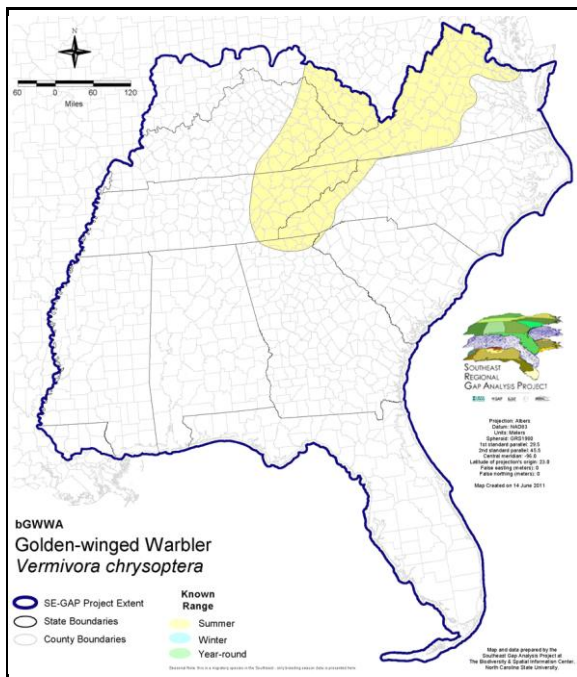 N
60 0 60 120
Miles
SOUTHEAST
REGIONAL
GAP ANALYSIS PROJECT
Projection: Albers
Datum: NAD83
Units: Meters
Spheroid: GRS1980
1st standard parallel: 29.5
2nd standard parallel: 45.5
Central meridian: -96.0
Latitude of projection's origin: 23.0
False easting (meters): 0
False northing (meters): 0
Map Created on 14 June 2011
bGWWA
Golden-winged Warbler
Vermivora chrysoptera
SE-GAP Project Extent
State Boundaries
County Boundaries
Known
Range
Summer
Winter
Year-round
Map and data prepared by the
Southeast Gap Analysis Project at
The Biodiversity & Spatial Information Center,
North Carolina State University.